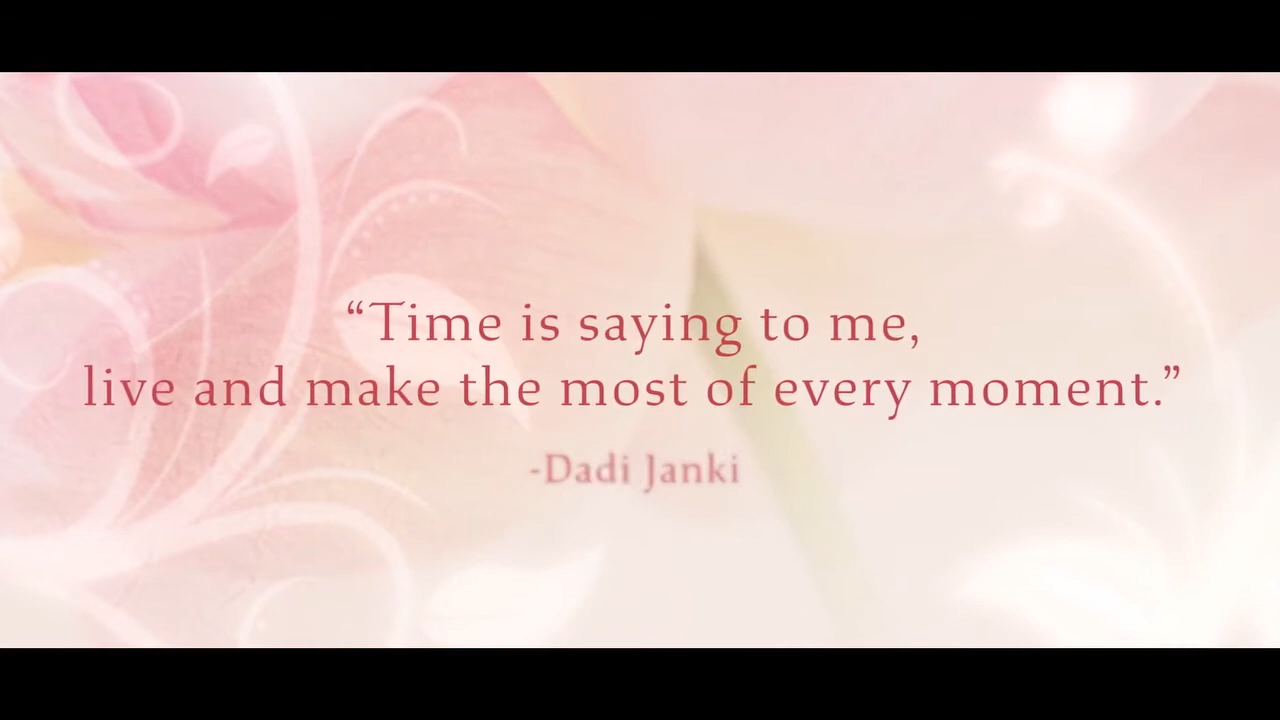 “Time is saying to me,
live and make the most of every moment.”
-Dadi Janki